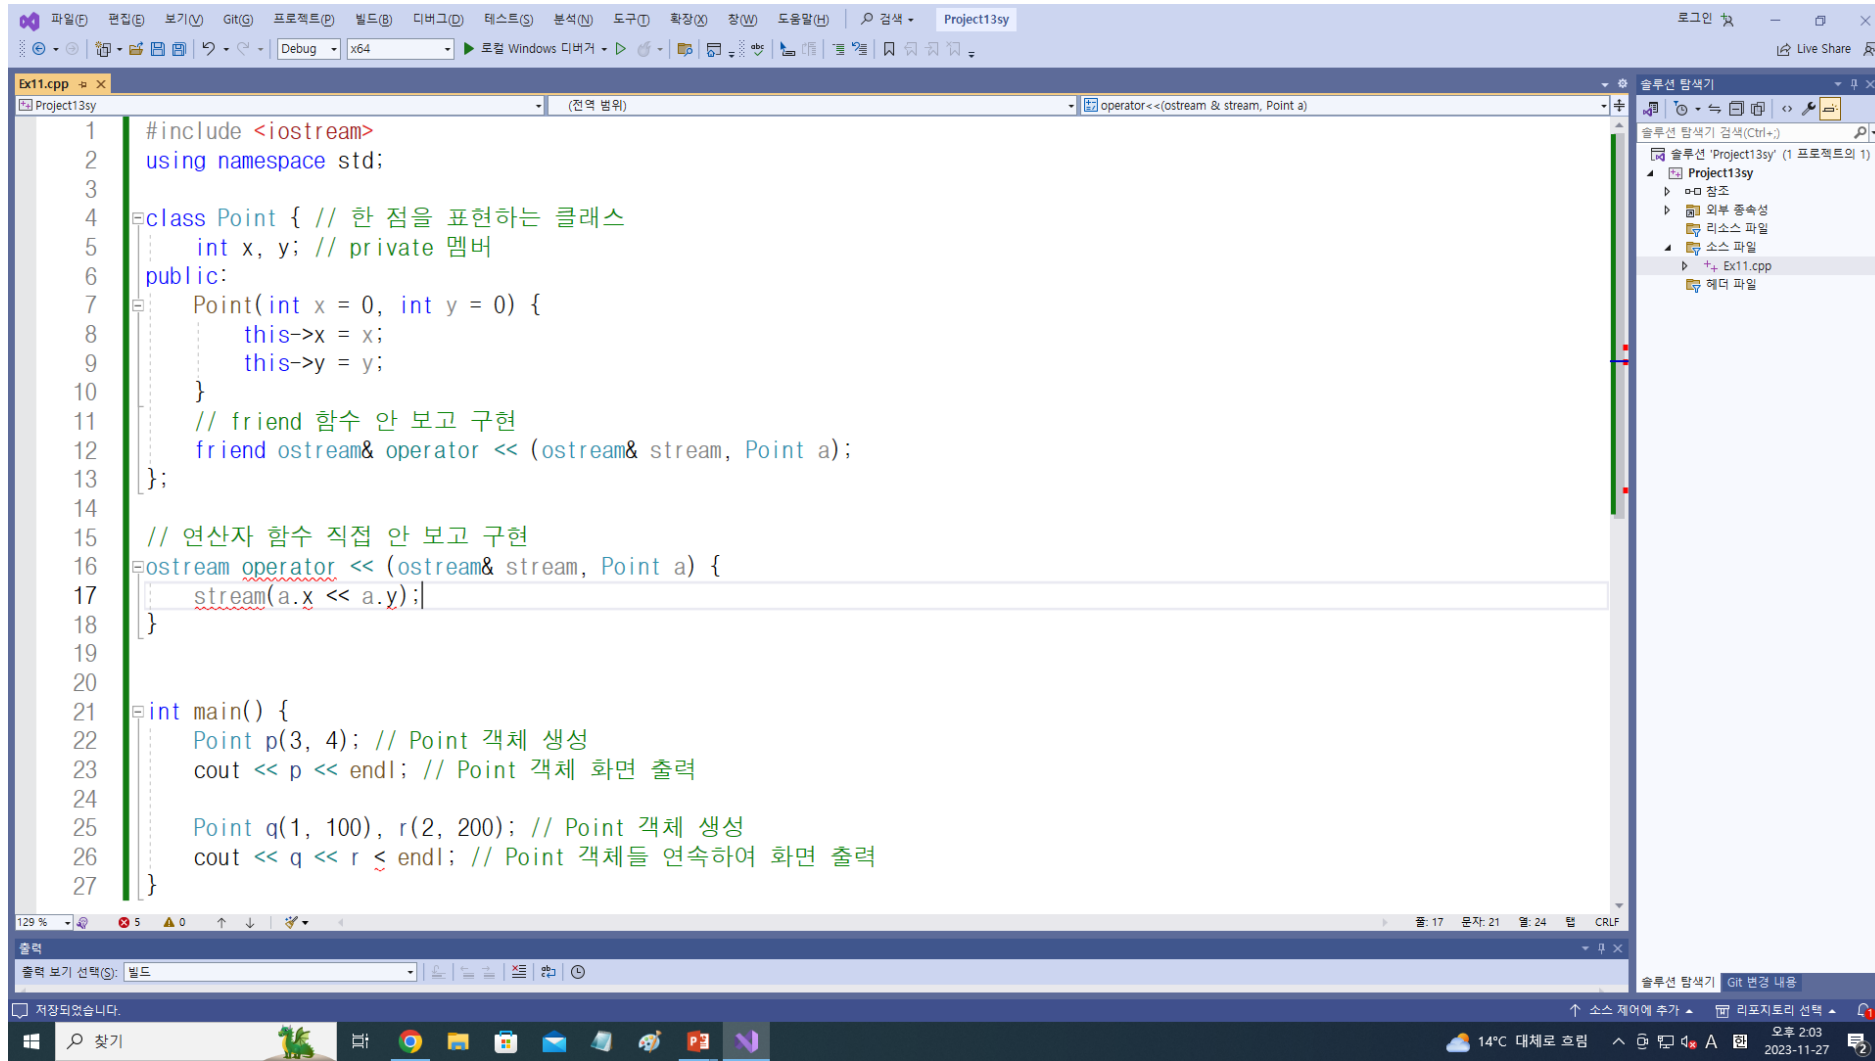 파일(F) 편집(E) 보기(V) Git(G) 프로젝트(P) 빌드(B) 디버그(D) 테스트(S) 분석(N) 도구(T) 확장(X) 창(W) 도움말(H) 검색 Project13sy 로그인
Debug x64 로컬 Windows 디버거 Live Share
Ex11.cpp
Project13sy (전역 범위) operator<<(ostream & stream, Point a)
1 #include <iostream>
2 using namespace std;
3
4 class Point { // 한 점을 표현하는 클래스
5 int x, y; // private 멤버
6 public:
7 Point(int x = 0, int y = 0) {
8 this->x = x;
9 this->y = y;
10 }
11 // friend 함수 안 보고 구현
12 friend ostream& operator << (ostream& stream, Point a);
13 };
14
15 // 연산자 함수 직접 안 보고 구현
16 ostream operator << (ostream& stream, Point a) {
17 stream(a.x << a.y);
18 }
19
20
21 int main() {
22 Point p(3, 4); // Point 객체 생성
23 cout << p << endl; // Point 객체 화면 출력
24
25 Point q(1, 100), r(2, 200); // Point 객체 생성
26 cout << q << r < endl; // Point 객체들 연속하여 화면 출력
27 }
129 % 5 0 줄: 17 문자: 21 열: 24 탭 CRLF
출력
출력 보기 선택(S): 빌드
솔루션 탐색기
솔루션 탐색기 검색(Ctrl+;)
솔루션 'Project13sy' (1 프로젝트의 1)
Project13sy
참조
외부 종속성
리소스 파일
소스 파일
Ex11.cpp
헤더 파일
솔루션 탐색기 Git 변경 내용
저장되었습니다. 소스 제어에 추가 리포지토리 선택 1
찾기 14°C 대체로 흐림 A 한 오후 2:03
2023-11-27 2